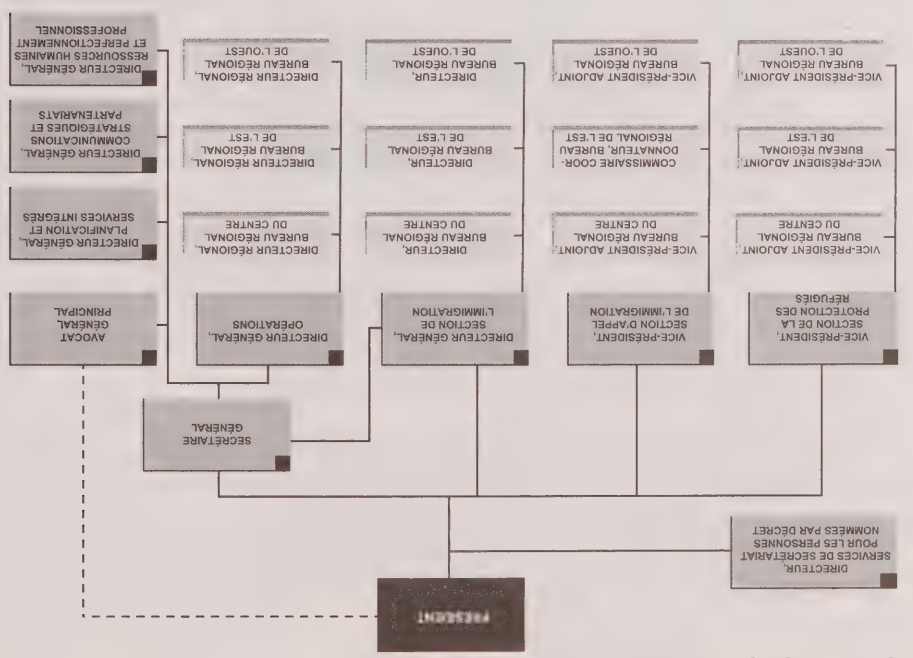 PRÉSIDENT
DIRECTEUR,
SERVICES DE SECRÉTARIAT
POUR LES PERSONNES
NOMMÉES PAR DÉCRET
SECRÉTAIRE
GÉNÉRAL
VICE-PRÉSIDENT,
SECTION DE LA
PROTECTION DES
RÉFUGIÉS
VICE-PRÉSIDENT,
SECTION D'APPEL
DE L'IMMIGRATION
DIRECTEUR GÉNÉRAL,
SECTION DE
L'IMMIGRATION
DIRECTEUR GÉNÉRAL,
OPÉRATIONS
AVOCAT
GÉNÉRAL
PRINCIPAL
VICE-PRÉSIDENT ADJOINT,
BUREAU RÉGIONAL
DU CENTRE
VICE-PRÉSIDENT ADJOINT,
BUREAU RÉGIONAL
DU CENTRE
DIRECTEUR,
BUREAU RÉGIONAL
DU CENTRE
DIRECTEUR RÉGIONAL,
BUREAU RÉGIONAL
DU CENTRE
DIRECTEUR GÉNÉRAL,
PLANIFICATION ET
SERVICES INTÉGRÉS
VICE-PRÉSIDENT ADJOINT,
BUREAU RÉGIONAL
DE L'EST
COMMISSAIRE COOR-
DONNATEUR, BUREAU
RÉGIONAL DE L'EST
DIRECTEUR,
BUREAU RÉGIONAL
DE L'EST
DIRECTEUR RÉGIONAL,
BUREAU RÉGIONAL
DE L'EST
DIRECTEUR GÉNÉRAL,
COMMUNICATIONS
STRATÉGIQUES ET
PARTENARIATS
VICE-PRÉSIDENT ADJOINT,
BUREAU RÉGIONAL
DE L'OUEST
VICE-PRÉSIDENT ADJOINT,
BUREAU RÉGIONAL
DE L'OUEST
DIRECTEUR,
BUREAU RÉGIONAL
DE L'OUEST
DIRECTEUR RÉGIONAL,
BUREAU RÉGIONAL
DE L'OUEST
DIRECTEUR GÉNÉRAL,
RESSOURCES HUMAINES
ET PERFECTIONNEMENT
PROFESSIONNEL